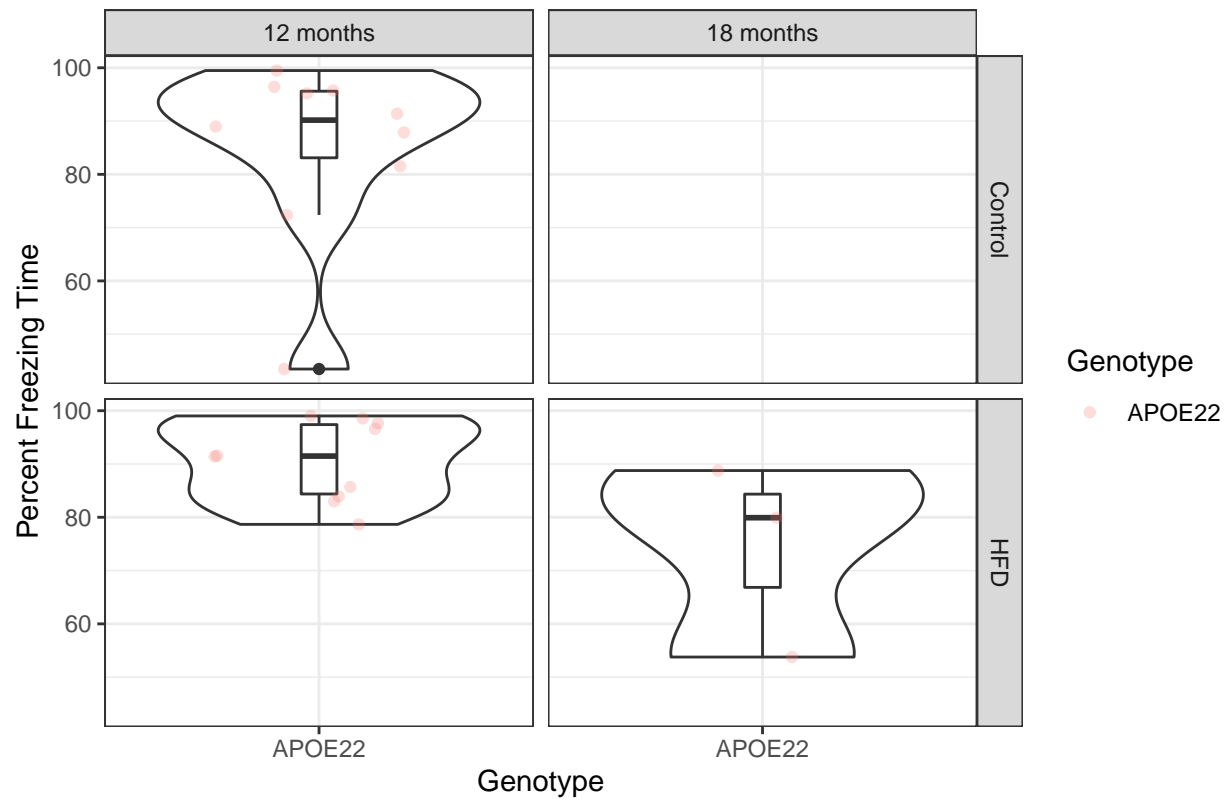 12 months
18 months
Percent Freezing Time
100
80
60
Control
100
80
60
HFD
APOE22
APOE22
Genotype
Genotype
APOE22